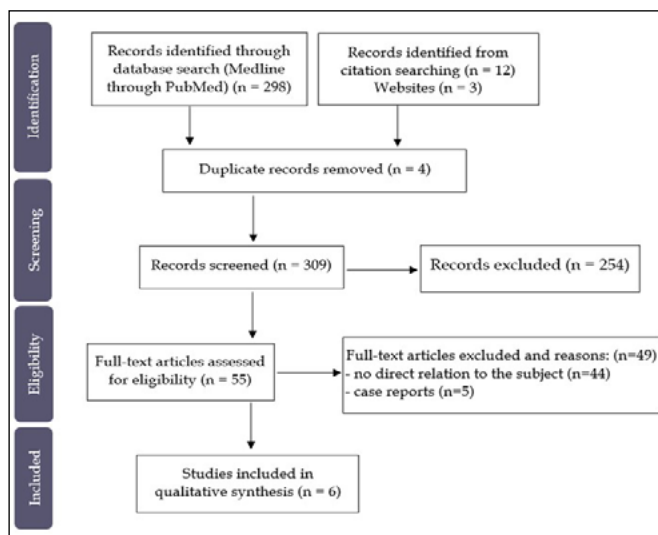 Identification
Records identified through
database search (Medline
through PubMed) (n = 298)
Records identified from
citation searching (n = 12)
Websites (n = 3)
Duplicate records removed (n = 4)
Screening
Records screened (n = 309)
Records excluded (n = 254)
Eligibility
Full-text articles assessed
for eligibility (n = 55)
Full-text articles excluded and reasons: (n=49)
- no direct relation to the subject (n=44)
- case reports (n=5)
Included
Studies included in
qualitative synthesis (n = 6)